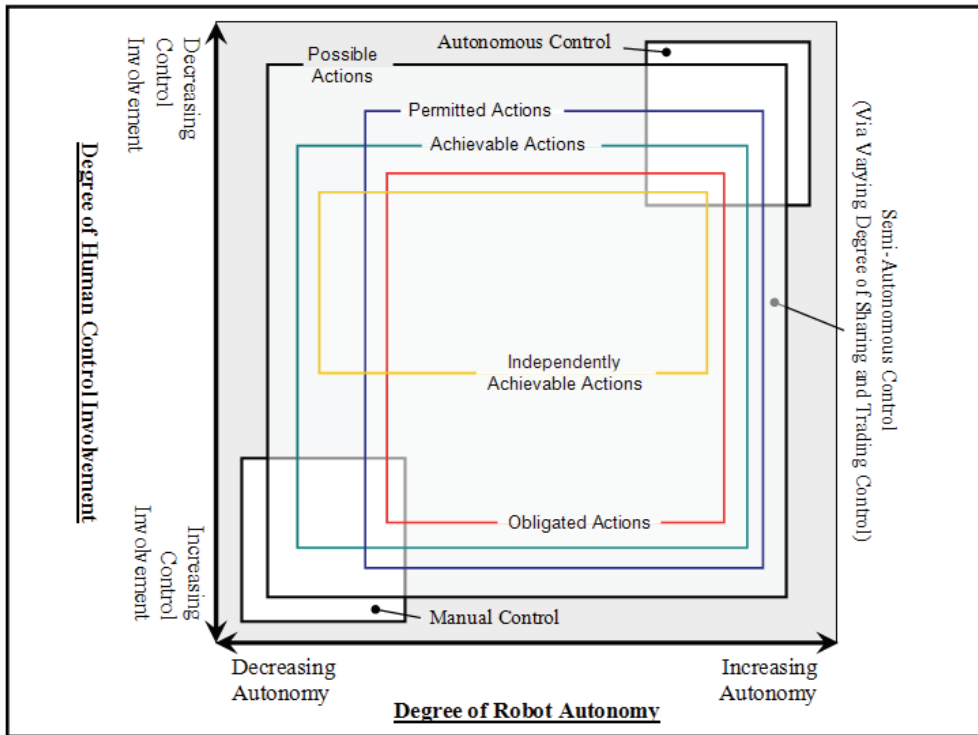 Decreasing
Control
Involvement
Degree of Human Control Involvement
Increasing
Control
Involvement
Possible
Actions
Autonomous Control
Permitted Actions
Achievable Actions
Independently
Achievable Actions
Obligated Actions
Manual Control
Semi-Autonomous Control
(Via Varying Degree of Sharing and Trading Control)
Decreasing
Autonomy
Increasing
Autonomy
Degree of Robot Autonomy